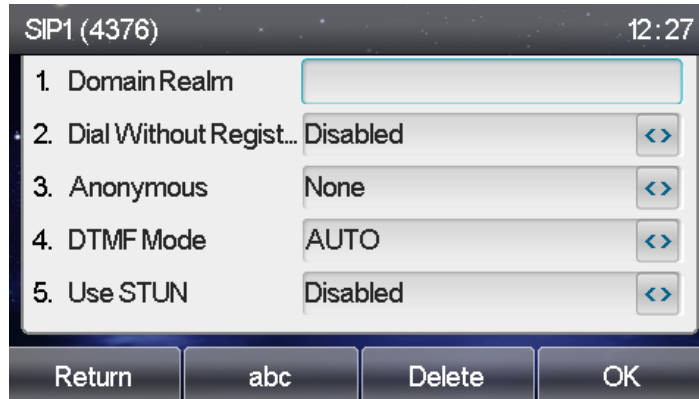 SIP1 (4376) 12:27
1. Domain Realm
2. Dial Without Regist... Disabled
3. Anonymous None
4. DTMF Mode AUTO
5. Use STUN Disabled
Return abc Delete OK